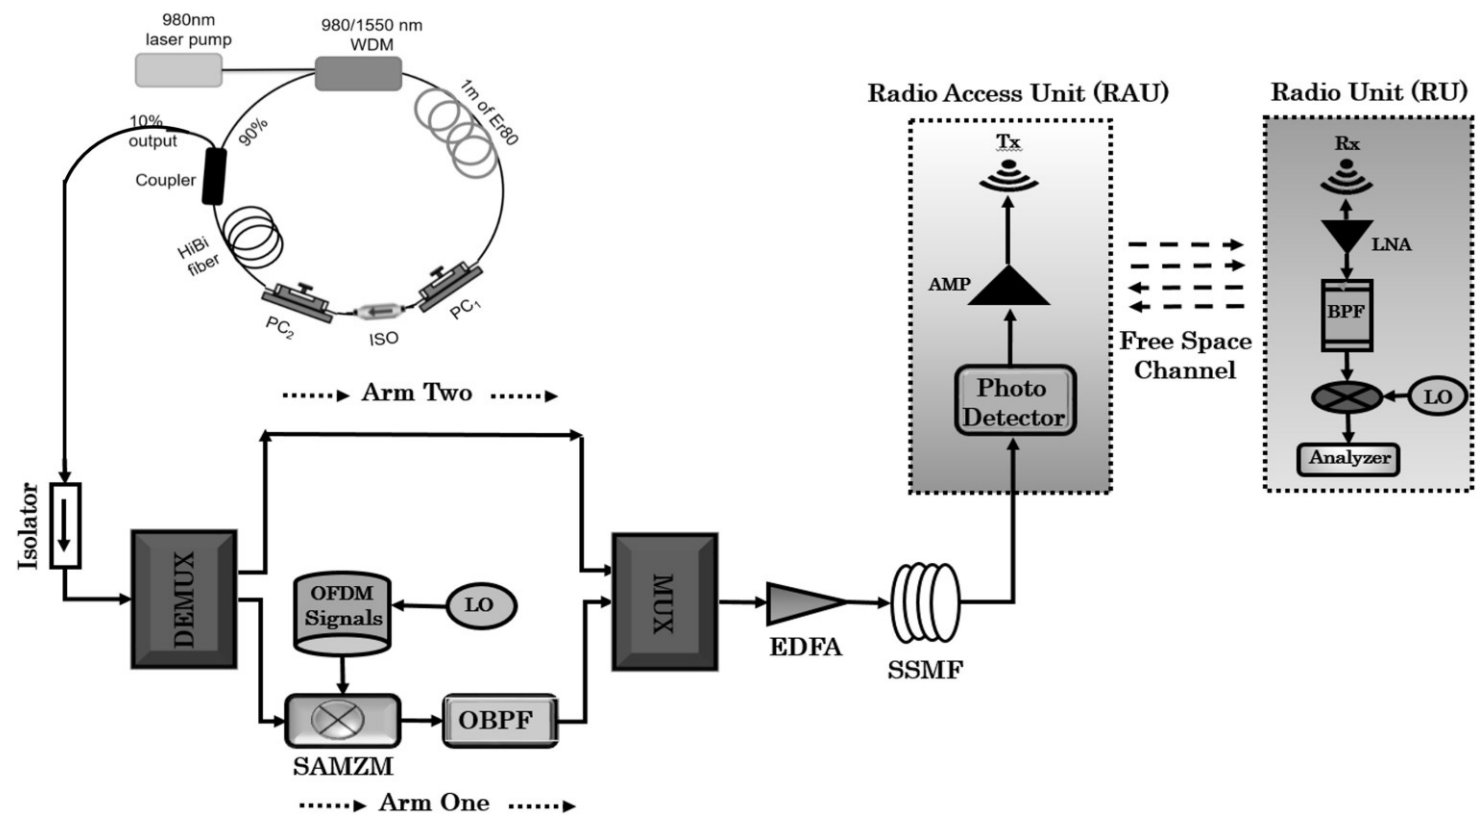 980nm
laser pump
980/1550 nm
WDM
1m of Er80
10%
output
90%
Coupler
HiBi
fiber
PC2
ISO
PC1
Arm Two
Isolator
DEMUX
OFDM
Signals
LO
SAMZM
OBPF
Arm One
MUX
EDFA
SSMF
Radio Access Unit (RAU)
Tx
AMP
Photo
Detector
Free Space
Channel
Radio Unit (RU)
Rx
LNA
BPF
LO
Analyzer